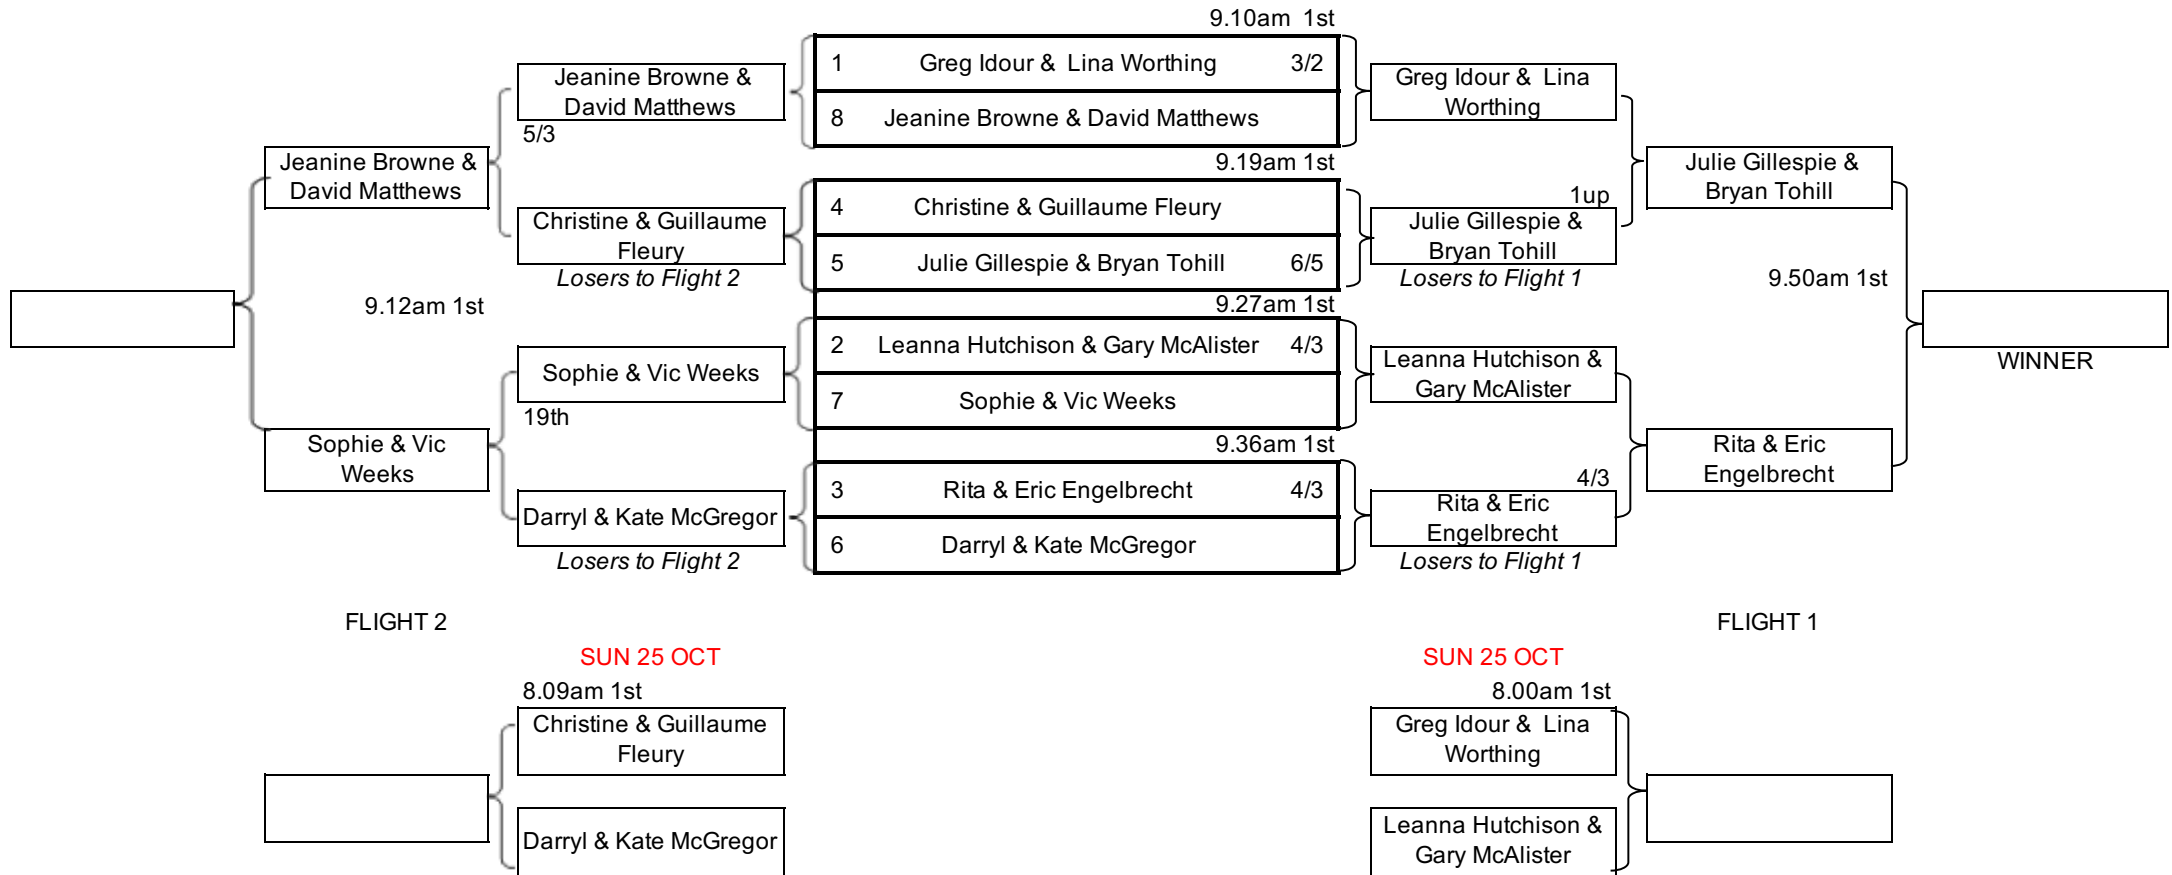 9.10am 1st
1 Greg Idour & Lina Worthing 3/2
Jeanine Browne &
David Matthews
Greg Idour & Lina
Worthing
8 Jeanine Browne & David Matthews
5/3
Jeanine Browne &
David Matthews
9.19am 1st
Julie Gillespie &
Bryan Tohill
4 Christine & Guillaume Fleury
1up
Christine & Guillaume
Fleury
Julie Gillespie &
Bryan Tohill
5 Julie Gillespie & Bryan Tohill 6/5
Losers to Flight 2
Losers to Flight 1
9.50am 1st
9.12am 1st
9.27am 1st
2 Leanna Hutchison & Gary McAlister 4/3
Sophie & Vic Weeks
Leanna Hutchison &
Gary McAlister
WINNER
7 Sophie & Vic Weeks
19th
Sophie & Vic
Weeks
9.36am 1st
Rita & Eric
Engelbrecht
3 Rita & Eric Engelbrecht 4/3
4/3
Darryl & Kate McGregor
Rita & Eric
Engelbrecht
6 Darryl & Kate McGregor
Losers to Flight 2
Losers to Flight 1
FLIGHT 2
FLIGHT 1
SUN 25 OCT
SUN 25 OCT
8.09am 1st
8.00am 1st
Christine & Guillaume
Fleury
Greg Idour & Lina
Worthing
Darryl & Kate McGregor
Leanna Hutchison &
Gary McAlister